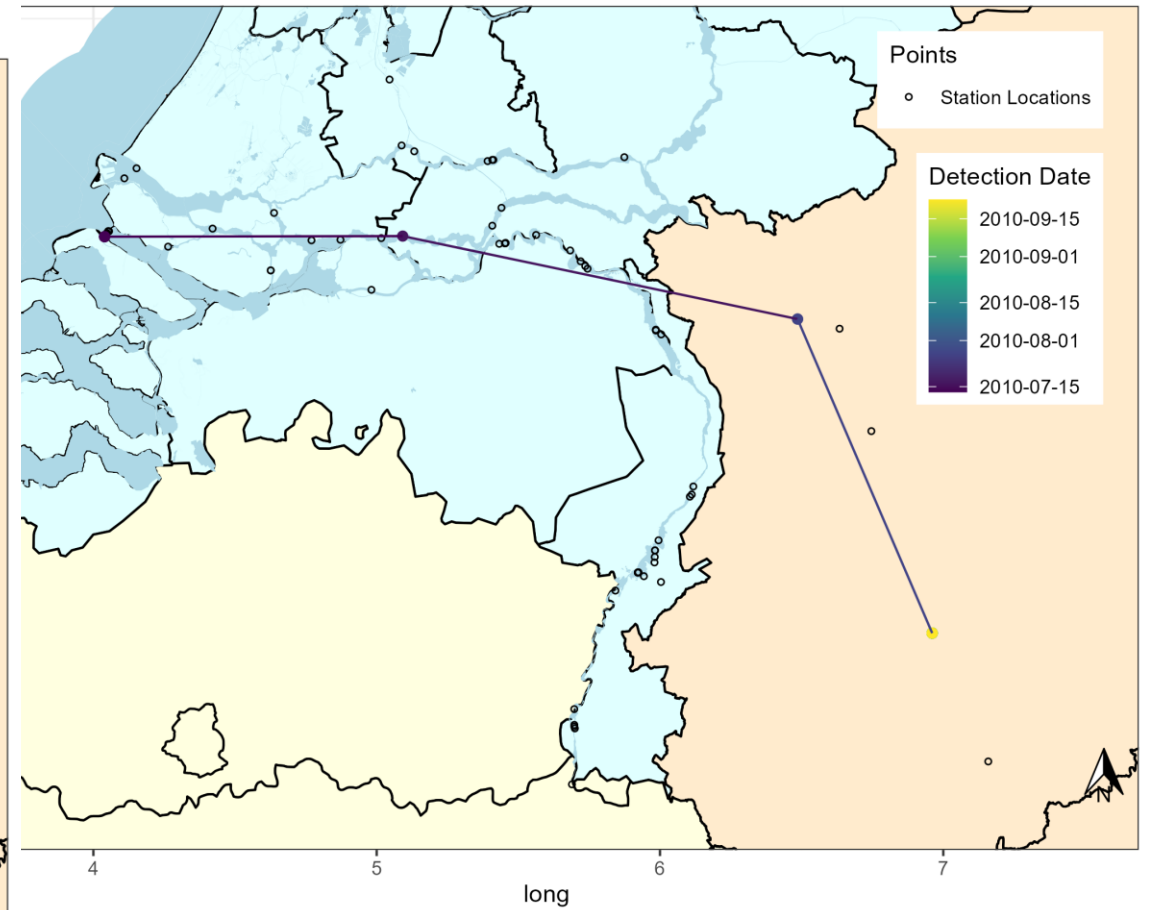 Points
Station Locations
Detection Date
2010-09-15
2010-09-01
2010-08-15
2010-08-01
2010-07-15
N
4 5 6 7
long